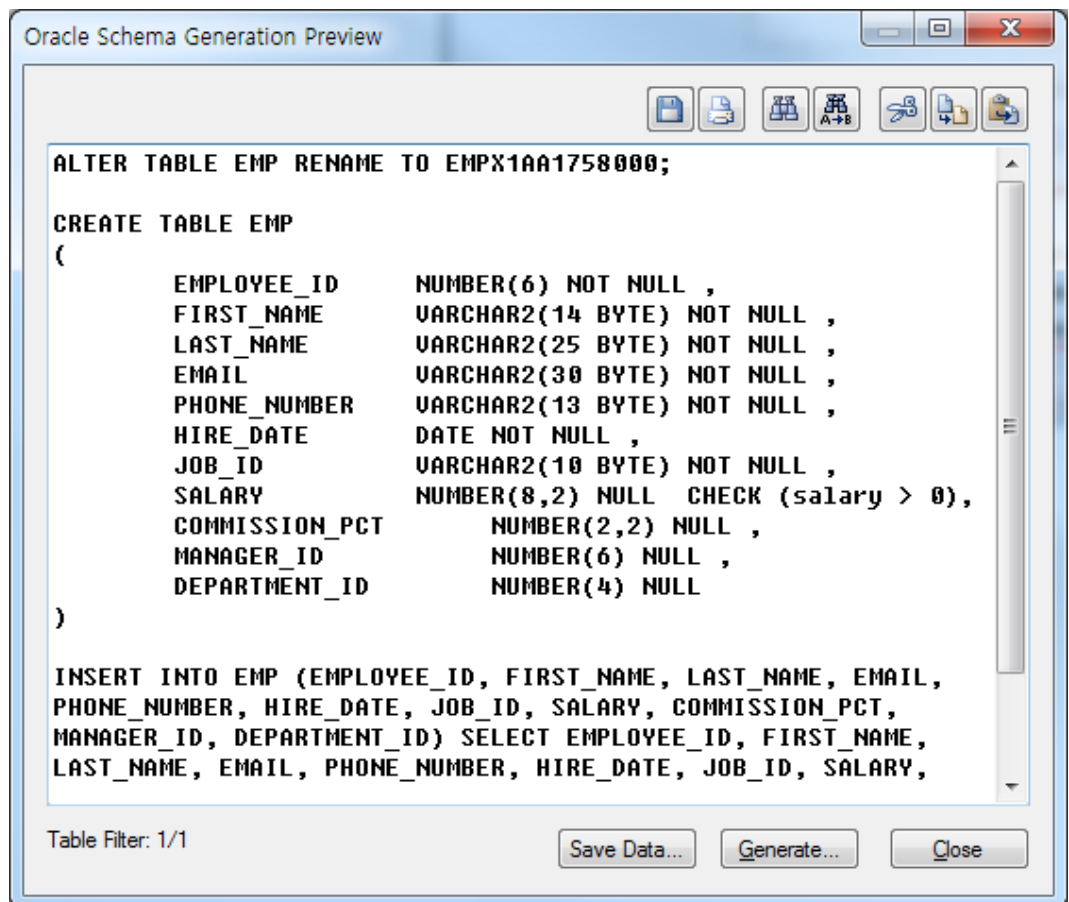 Oracle Schema Generation Preview
A→B
ALTER TABLE EMP RENAME TO EMPX1AA1758000;
CREATE TABLE EMP
(
EMPLOYEE_ID NUMBER(6) NOT NULL ,
FIRST_NAME VARCHAR2(14 BYTE) NOT NULL ,
LAST_NAME VARCHAR2(25 BYTE) NOT NULL ,
EMAIL VARCHAR2(30 BYTE) NOT NULL ,
PHONE_NUMBER VARCHAR2(13 BYTE) NOT NULL ,
HIRE_DATE DATE NOT NULL ,
JOB_ID VARCHAR2(10 BYTE) NOT NULL ,
SALARY NUMBER(8,2) NULL CHECK (salary > 0),
COMMISSION_PCT NUMBER(2,2) NULL ,
MANAGER_ID NUMBER(6) NULL ,
DEPARTMENT_ID NUMBER(4) NULL
)
INSERT INTO EMP (EMPLOYEE_ID, FIRST_NAME, LAST_NAME, EMAIL,
PHONE_NUMBER, HIRE_DATE, JOB_ID, SALARY, COMMISSION_PCT,
MANAGER_ID, DEPARTMENT_ID) SELECT EMPLOYEE_ID, FIRST_NAME,
LAST_NAME, EMAIL, PHONE_NUMBER, HIRE_DATE, JOB_ID, SALARY,
Table Filter: 1/1 Save Data... Generate... Close